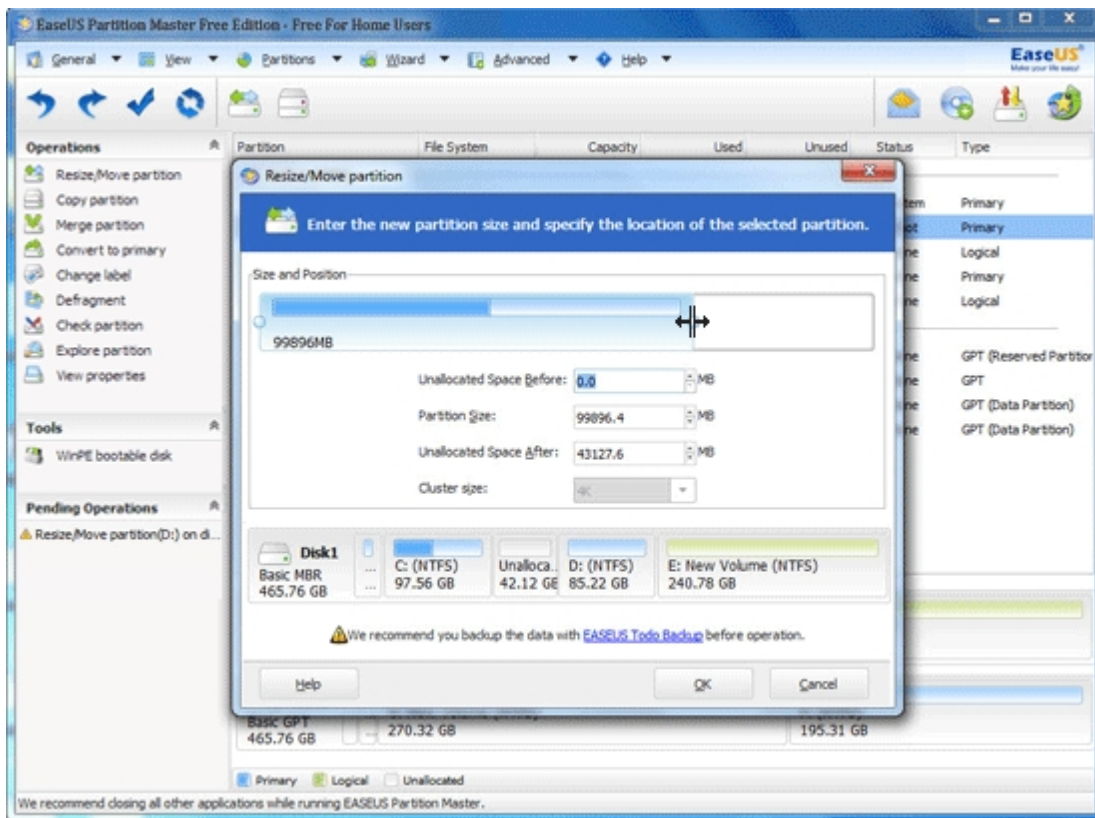 EaseUS Partition Master Free Edition - Free For Home Users
General View Partitions Wizard Advanced Help
EaseUS
Make your life easy!
Operations
Partition File System Capacity Used Unused Status Type
Resize/Move partition
Copy partition
Merge partition
Convert to primary
Change label
Defragment
Check partition
Explore partition
View properties
Tools
WinPE bootable disk
Pending Operations
Resize/Move partition(D:) on di...
Resize/Move partition
Enter the new partition size and specify the location of the selected partition.
Size and Position
99896MB
Unallocated Space Before: 0.0 MB
Partition Size: 99896.4 MB
Unallocated Space After: 43127.6 MB
Cluster size: 4K
Disk1
Basic MBR
465.76 GB
...
...
C: (NTFS)
97.56 GB
Unalloca...
42.12 GB
D: (NTFS)
85.22 GB
E: New Volume (NTFS)
240.78 GB
We recommend you backup the data with EASEUS Todo Backup before operation.
Help OK Cancel
Primary
Primary
Logical
Primary
Logical
GPT (Reserved Partition
GPT
GPT (Data Partition)
GPT (Data Partition)
Basic GPT
465.76 GB
270.32 GB
195.31 GB
Primary Logical Unallocated
We recommend closing all other applications while running EASEUS Partition Master.